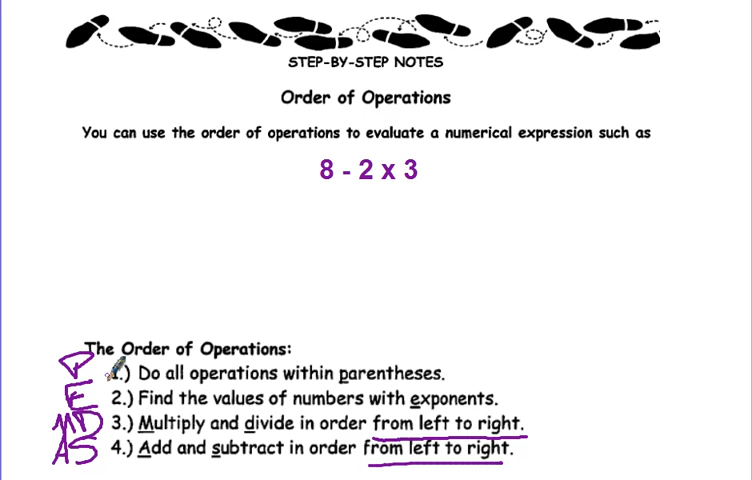 STEP-BY-STEP NOTES
Order of Operations
You can use the order of operations to evaluate a numerical expression such as
8 - 2 x 3
The Order of Operations:
P 1.) Do all operations within parentheses.
E 2.) Find the values of numbers with exponents.
MD 3.) Multiply and divide in order from left to right.
AS 4.) Add and subtract in order from left to right.